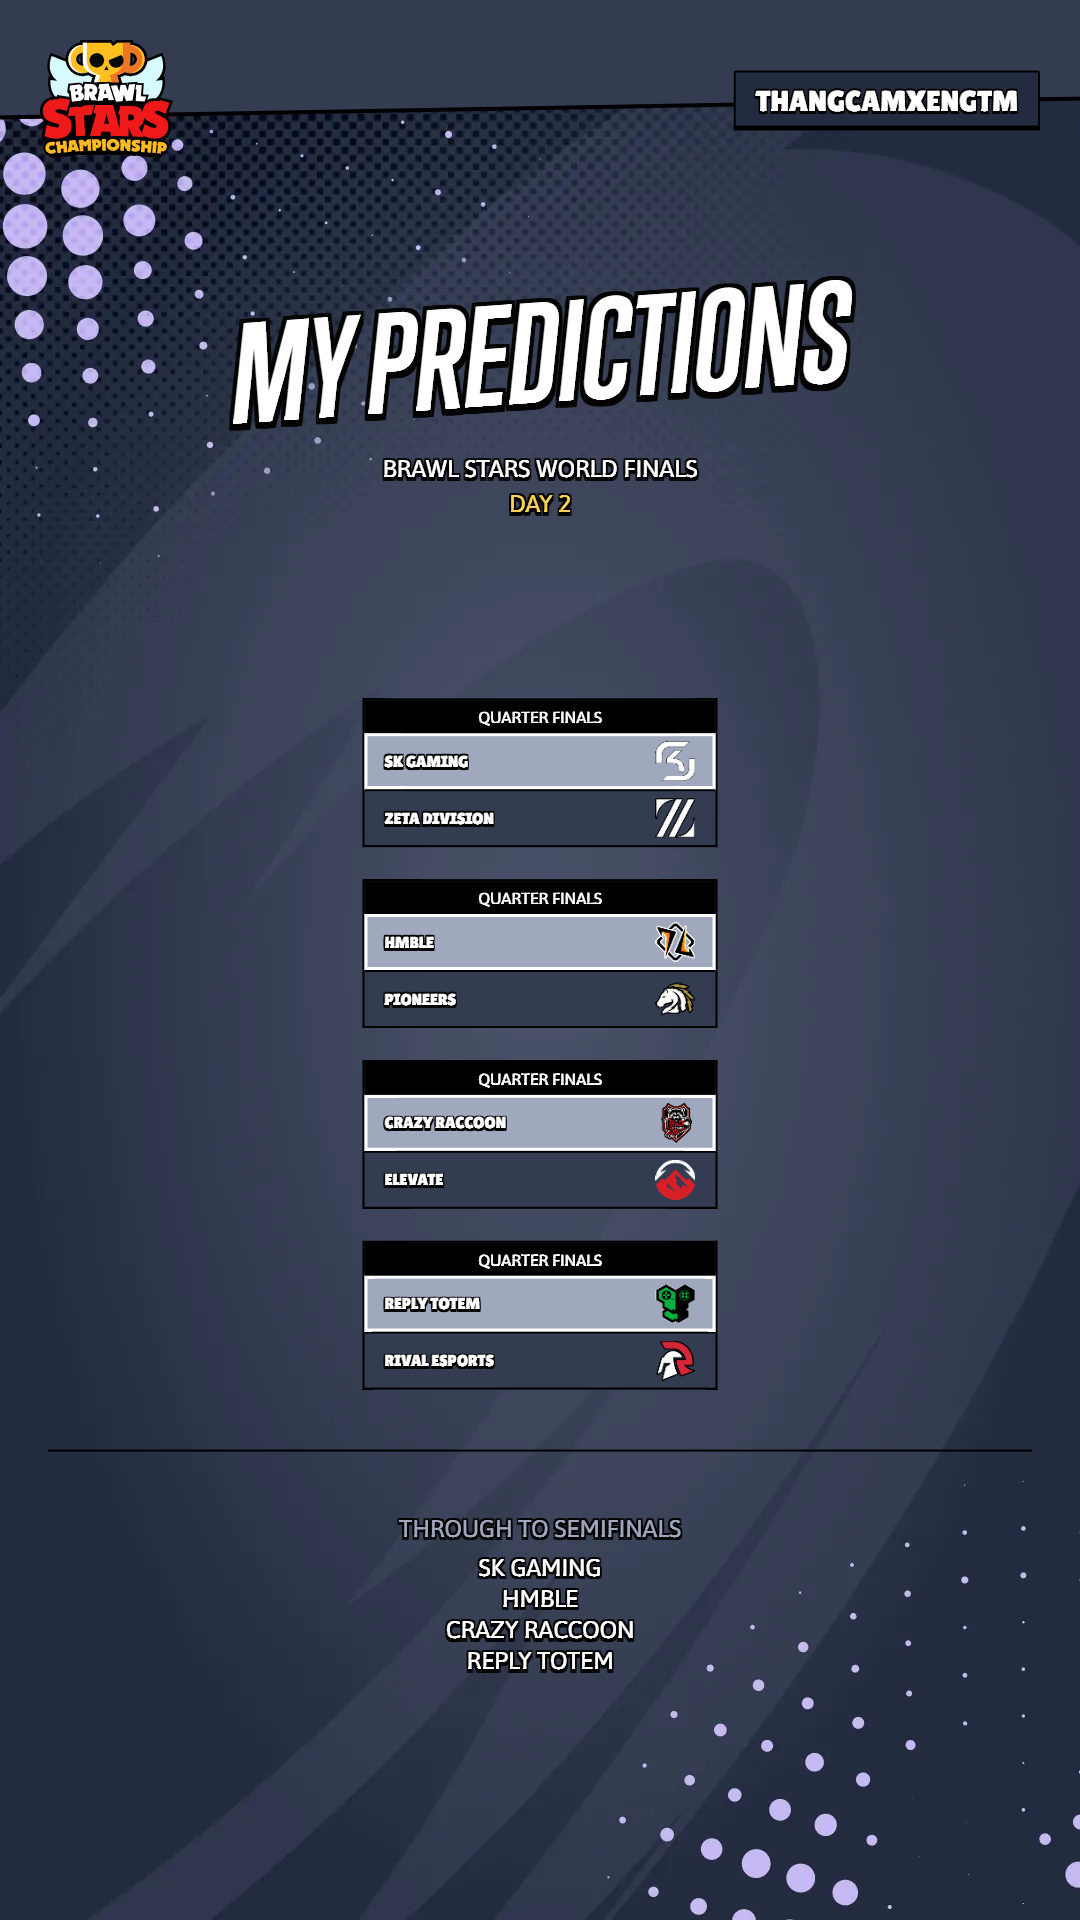 BRAWL
STARS
CHAMPIONSHIP
THANGCAMXENGTM
MY PREDICTIONS
BRAWL STARS WORLD FINALS
DAY 2
QUARTER FINALS
SK GAMING
ZETA DIVISION
QUARTER FINALS
HMBLE
PIONEERS
QUARTER FINALS
CRAZY RACCOON
ELEVATE
QUARTER FINALS
REPLY TOTEM
RIVAL ESPORTS
THROUGH TO SEMIFINALS
SK GAMING
HMBLE
CRAZY RACCOON
REPLY TOTEM